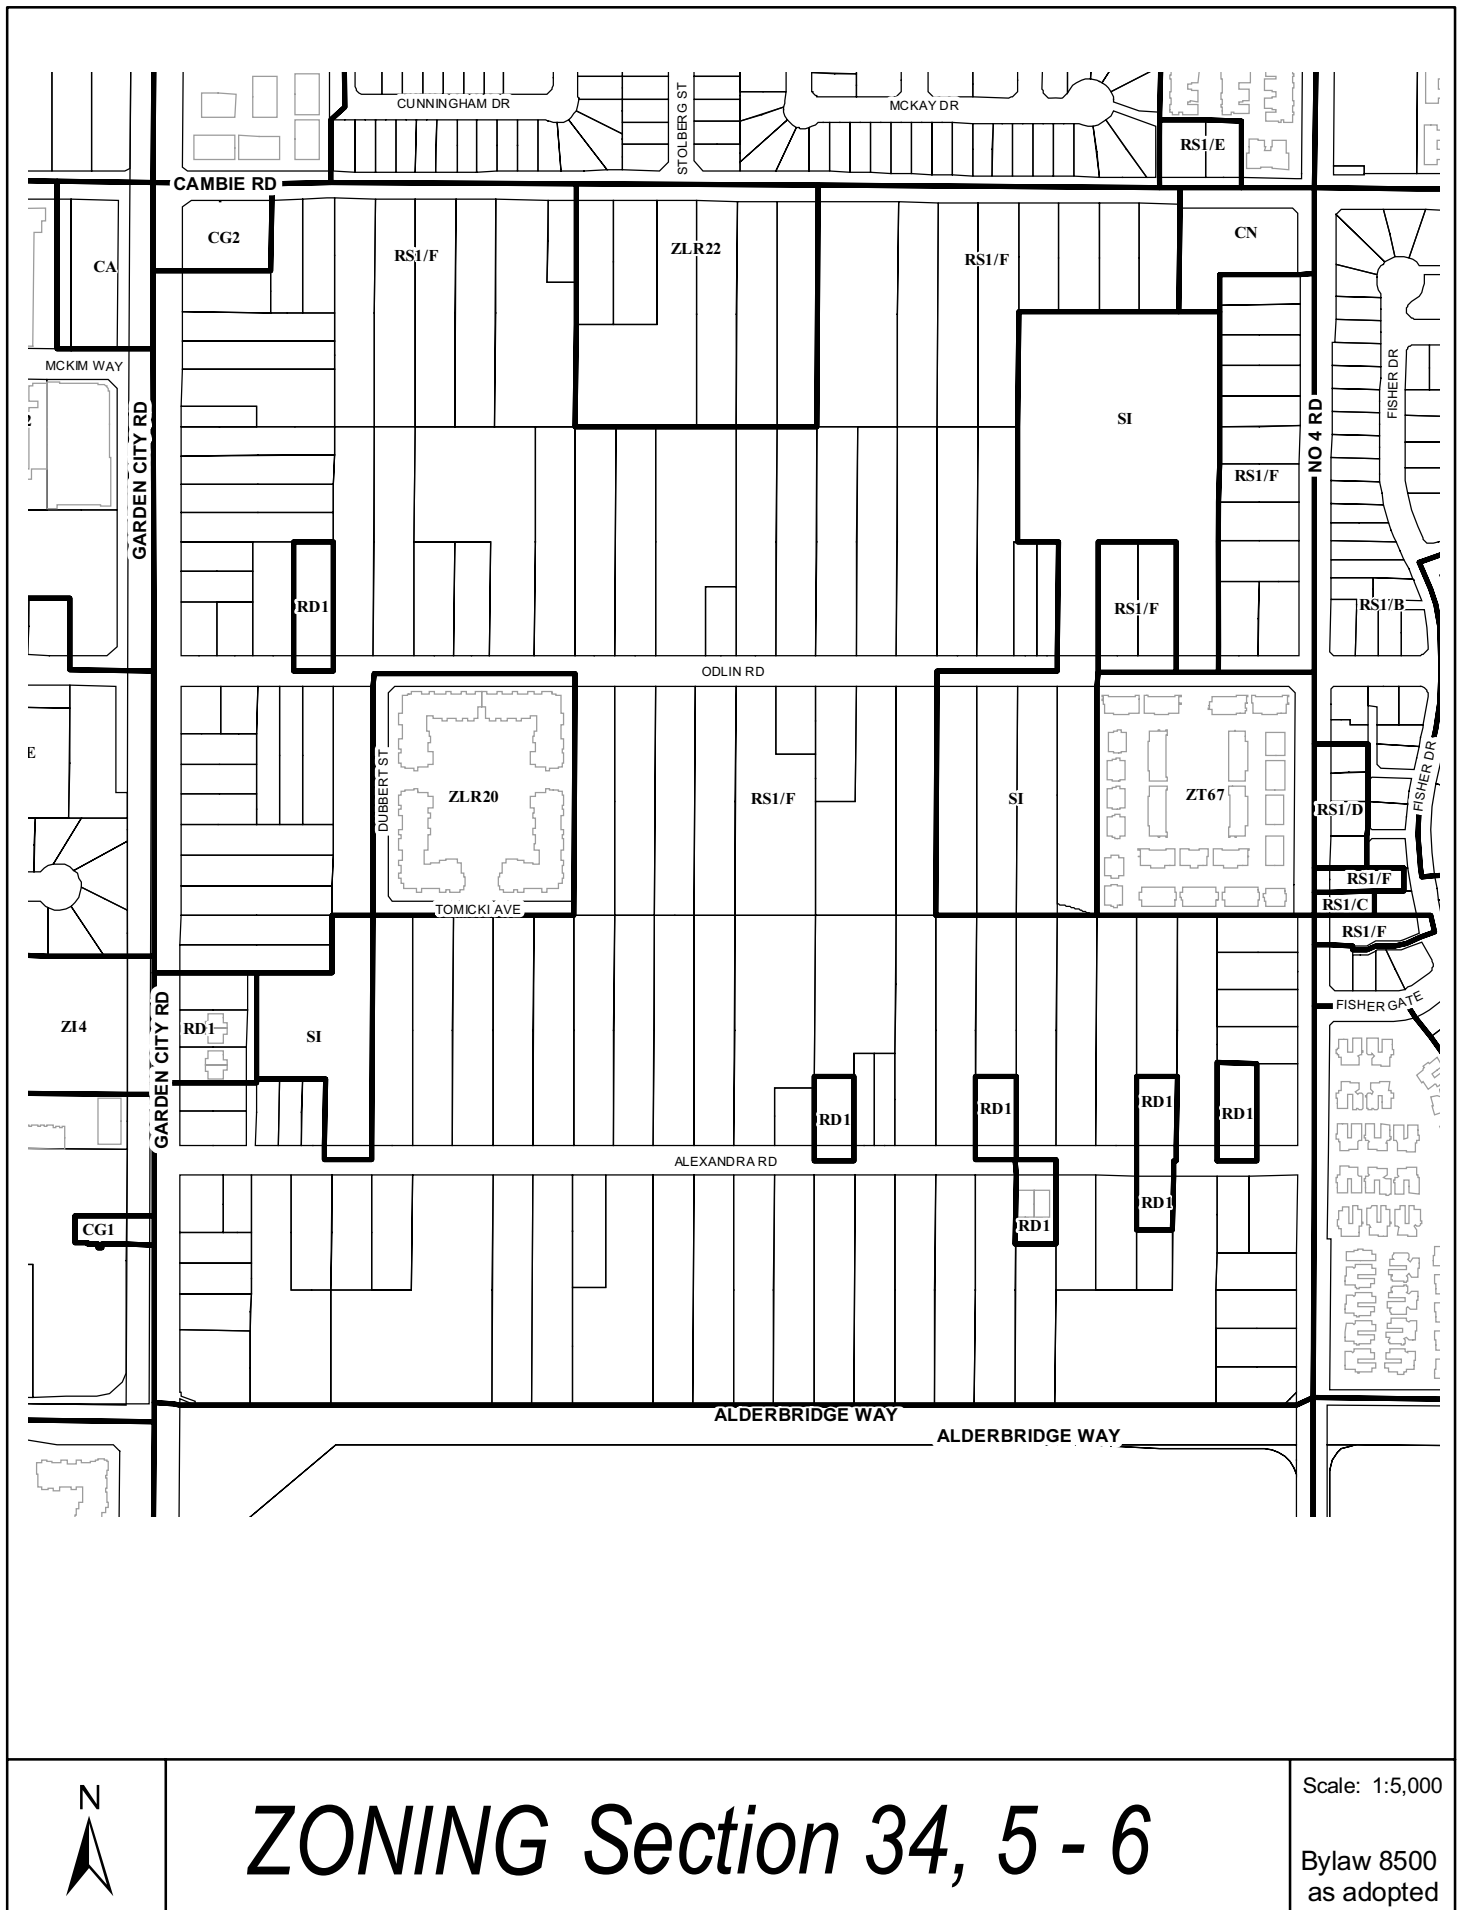 CUNNINGHAM DR
STOLBERG ST
MCKAY DR
RS1/E
CAMBIE RD
CA
CG2
RS1/F
ZLR22
RS1/F
CN
MCKIM WAY
GARDEN CITY RD
SI
NO 4 RD
FISHER DR
RS1/F
RD1
RS1/F
RS1/B
ODLIN RD
E
DUBBERT ST
ZLR20
RS1/F
SI
ZT67
RS1/D
FISHER DR
RS1/F
RS1/C
TOMICKI AVE
RS1/F
ZI4
GARDEN CITY RD
RD1
SI
FISHER GATE
RD1
RD1
RD1
RD1
ALEXANDRA RD
CG1
RD1
RD1
ALDERBRIDGE WAY
ALDERBRIDGE WAY
N
ZONING Section 34, 5 - 6
Scale: 1:5,000
Bylaw 8500
as adopted